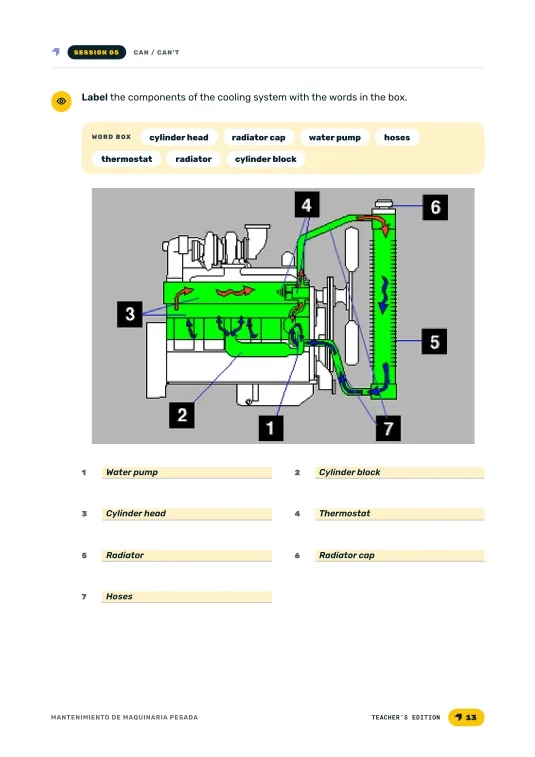 SESSION 05 CAN / CAN'T
Label the components of the cooling system with the words in the box.
WORD BOX cylinder head radiator cap water pump hoses
thermostat radiator cylinder block
4
6
3
5
2
1
7
1 Water pump 2 Cylinder block
3 Cylinder head 4 Thermostat
5 Radiator 6 Radiator cap
7 Hoses
MANTENIMIENTO DE MAQUINARIA PESADA TEACHER'S EDITION 13